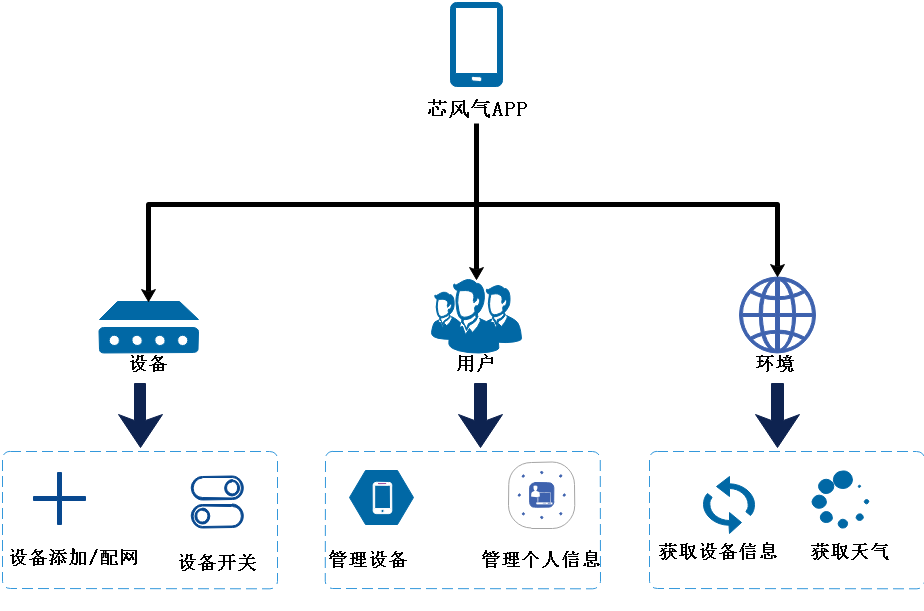 芯风气APP
设备
用户
环境
设备添加/配网
设备开关
管理设备
管理个人信息
获取设备信息
获取天气